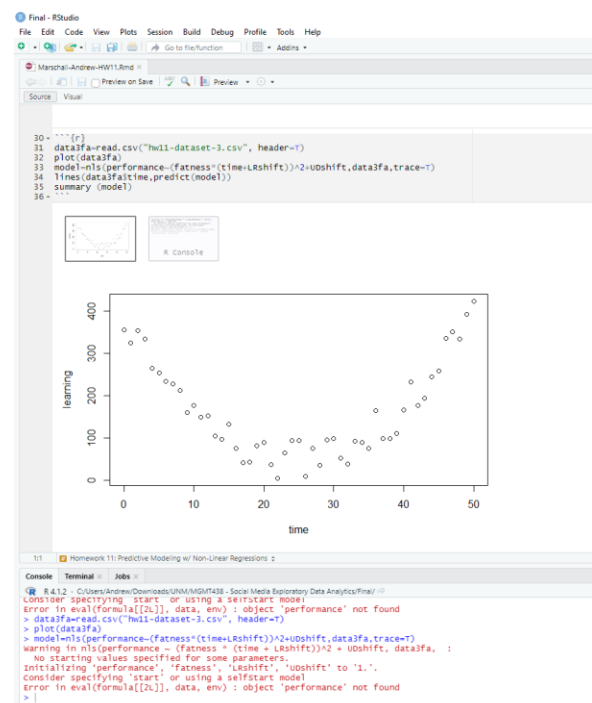 Final - RStudio
File Edit Code View Plots Session Build Debug Profile Tools Help
Go to file/function Addins
Marschall-Andrew-HW11.Rmd
Preview on Save ABC Preview
Source Visual
30 ```{r}
31 data3fa=read.csv("hw11-dataset-3.csv", header=T)
32 plot(data3fa)
33 model=nls(performance~(fatness*(time+LRshift))^2+UDshift,data3fa,trace=T)
34 lines(data3fa$time,predict(model))
35 summary (model)
36 ```
R Console
400
300
200
100
0
learning
0 10 20 30 40 50
time
1:1 Homework 11: Predictive Modeling w/ Non-Linear Regressions
Console Terminal Jobs
R 4.1.2 · C:/Users/Andrew/Downloads/UNM/MGMT438 - Social Media Exploratory Data Analytics/Final/
Consider specifying 'start' or using a selfStart model
Error in eval(formula[[2L]], data, env) : object 'performance' not found
> data3fa=read.csv("hw11-dataset-3.csv", header=T)
> plot(data3fa)
> model=nls(performance~(fatness*(time+LRshift))^2+UDshift,data3fa,trace=T)
Warning in nls(performance ~ (fatness * (time + LRshift))^2 + UDshift, data3fa, :
No starting values specified for some parameters.
Initializing 'performance', 'fatness', 'LRshift', 'UDshift' to '1.'.
Consider specifying 'start' or using a selfStart model
Error in eval(formula[[2L]], data, env) : object 'performance' not found
>